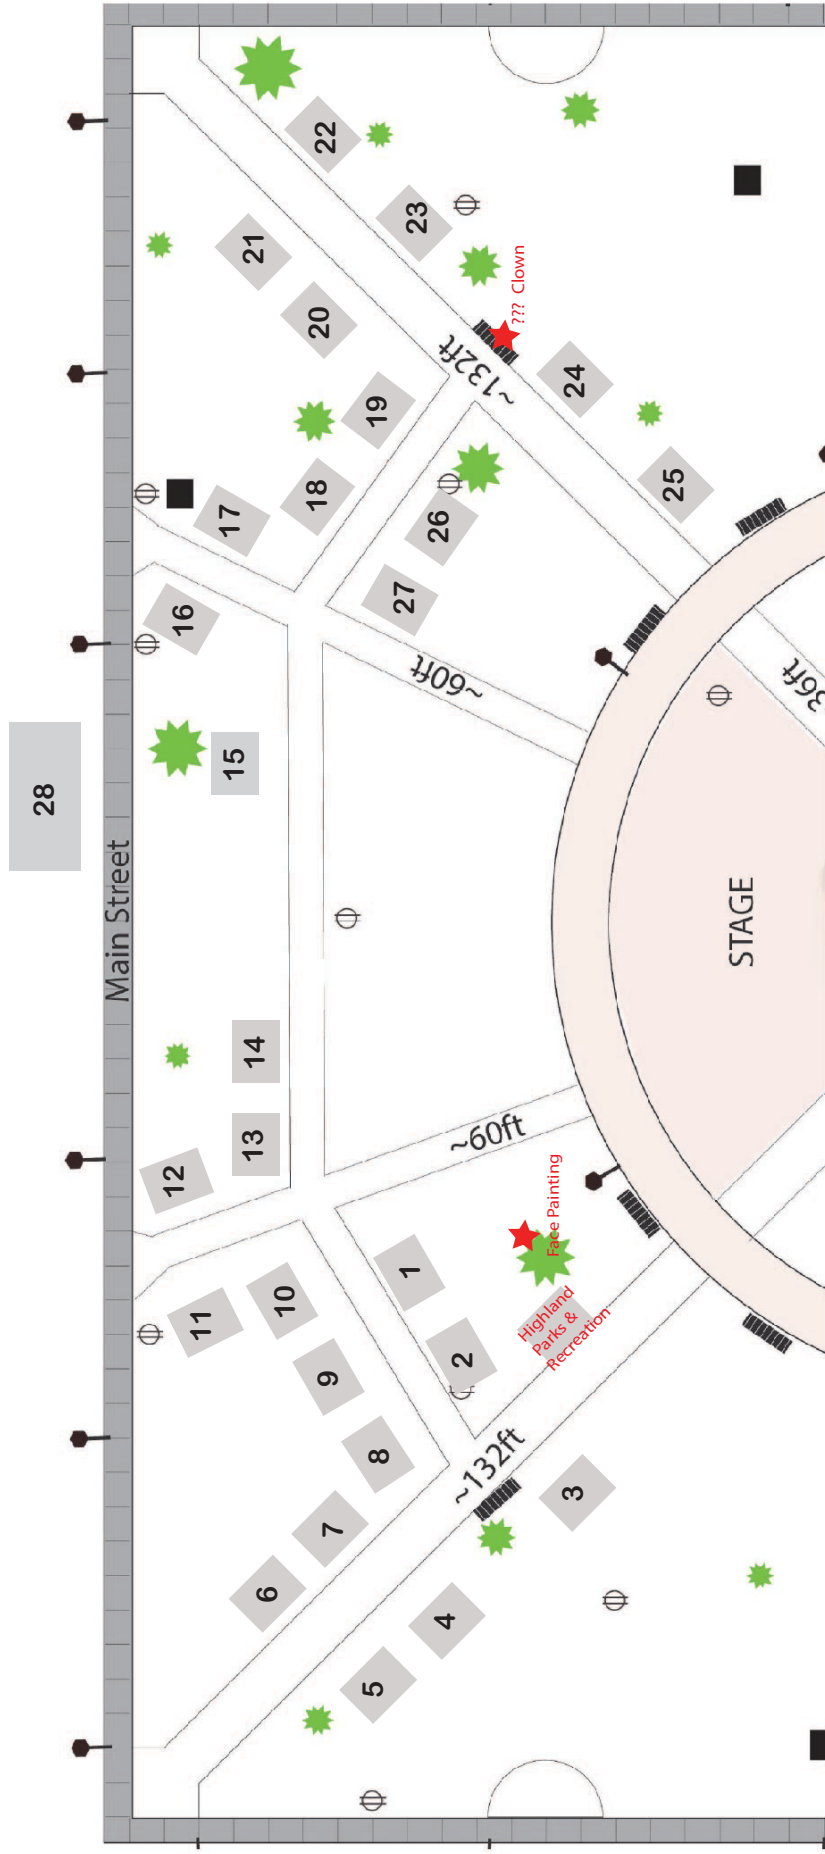 22
23
21
20
??? Clown
~132ft
24
19
25
18
17
26
27
16
~60ft
36ft
15
28
Main Street
STAGE
14
13
12
~60ft
Face Painting
1
10
11
2
Highland
Parks &
Recreation
9
8
~132ft
3
7
6
4
5